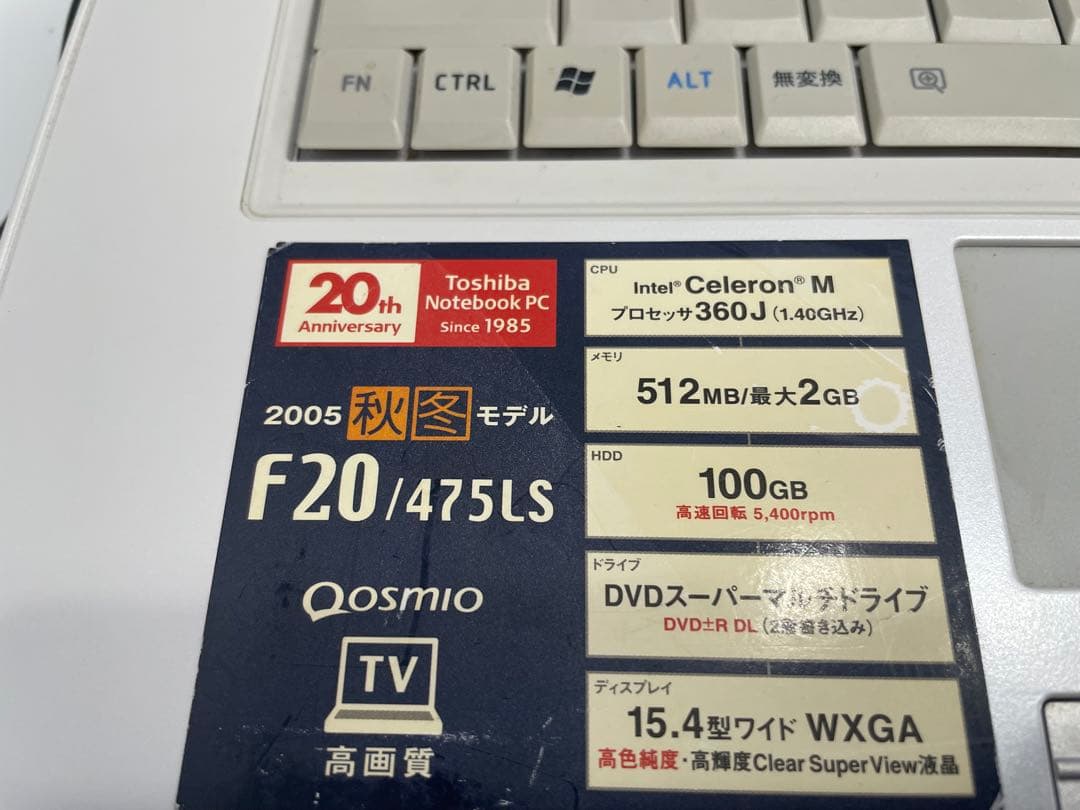 FN
CTRL
ALT
無変換
20th
Anniversary
Toshiba
Notebook PC
Since 1985
2005 秋冬モデル
F20/475LS
Qosmio
TV
高画質
CPU
Intel® Celeron® M
プロセッサ 360J (1.40GHz)
メモリ
512MB/最大2GB
HDD
100GB
高速回転 5,400rpm
ドライブ
DVDスーパーマルチドライブ
DVD±R DL (2層書き込み)
ディスプレイ
15.4型ワイド WXGA
高色純度・高輝度Clear SuperView液晶